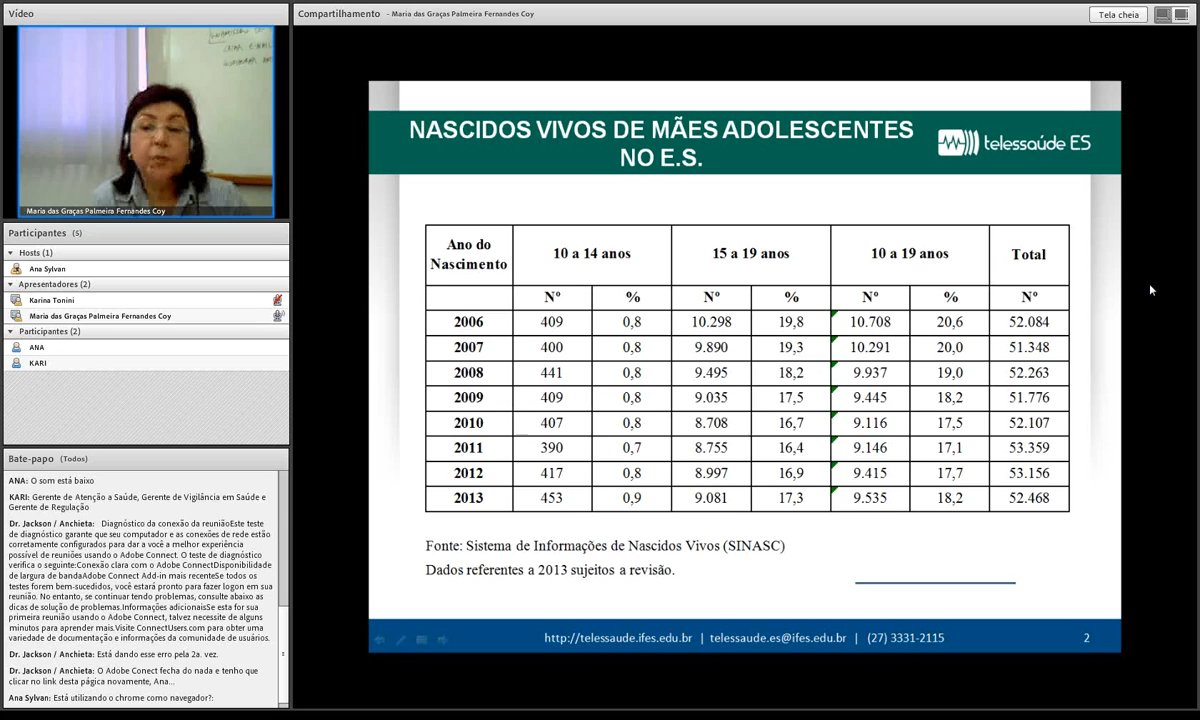 Vídeo
Maria das Graças Palmeira Fernandes Coy
Participantes (5)
Hosts (1)
Ana Sylvan
Apresentadores (2)
Karina Tonini
Maria das Graças Palmeira Fernandes Coy
Participantes (2)
ANA
KARI
Bate-papo (Todos)
ANA: O som está baixo
KARI: Gerente de Atenção a Saúde, Gerente de Vigilância em Saúde e
Gerente de Regulação
Dr. Jackson / Anchieta: Diagnóstico da conexão da reuniãoEste teste
de diagnóstico garante que seu computador e as conexões de rede estão
corretamente configurados para dar a você a melhor experiência
possível de reuniões usando o Adobe Connect. O teste de diagnóstico
verifica o seguinte:Conexão clara com o Adobe ConnectDisponibilidade
de largura de bandaAdobe Connect Add-in mais recenteSe todos os
testes forem bem-sucedidos, você estará pronto para fazer logon em sua
reunião. No entanto, se continuar tendo problemas, consulte abaixo as
dicas de solução de problemas.Informações adicionaisSe esta for sua
primeira reunião usando o Adobe Connect, talvez necessite de alguns
minutos para aprender mais.Visite ConnectUsers.com para obter uma
variedade de documentação e informações da comunidade de usuários.
Dr. Jackson / Anchieta: Está dando esse erro pela 2a. vez.
Dr. Jackson / Anchieta: O Adobe Conect fecha do nada e tenho que
clicar no link desta página novamente, Ana...
Ana Sylvan: Está utilizando o chrome como navegador?:
Compartilhamento - Maria das Graças Palmeira Fernandes Coy
Tela cheia
NASCIDOS VIVOS DE MÃES ADOLESCENTES
NO E.S.
telessaúde ES
Ano do Nascimento 10 a 14 anos 15 a 19 anos 10 a 19 anos Total
Nº % Nº % Nº % Nº
2006 409 0,8 10.298 19,8 10.708 20,6 52.084
2007 400 0,8 9.890 19,3 10.291 20,0 51.348
2008 441 0,8 9.495 18,2 9.937 19,0 52.263
2009 409 0,8 9.035 17,5 9.445 18,2 51.776
2010 407 0,8 8.708 16,7 9.116 17,5 52.107
2011 390 0,7 8.755 16,4 9.146 17,1 53.359
2012 417 0,8 8.997 16,9 9.415 17,7 53.156
2013 453 0,9 9.081 17,3 9.535 18,2 52.468
Fonte: Sistema de Informações de Nascidos Vivos (SINASC)
Dados referentes a 2013 sujeitos a revisão.
http://telessaude.ifes.edu.br | telessaude.es@ifes.edu.br | (27) 3331-2115
2